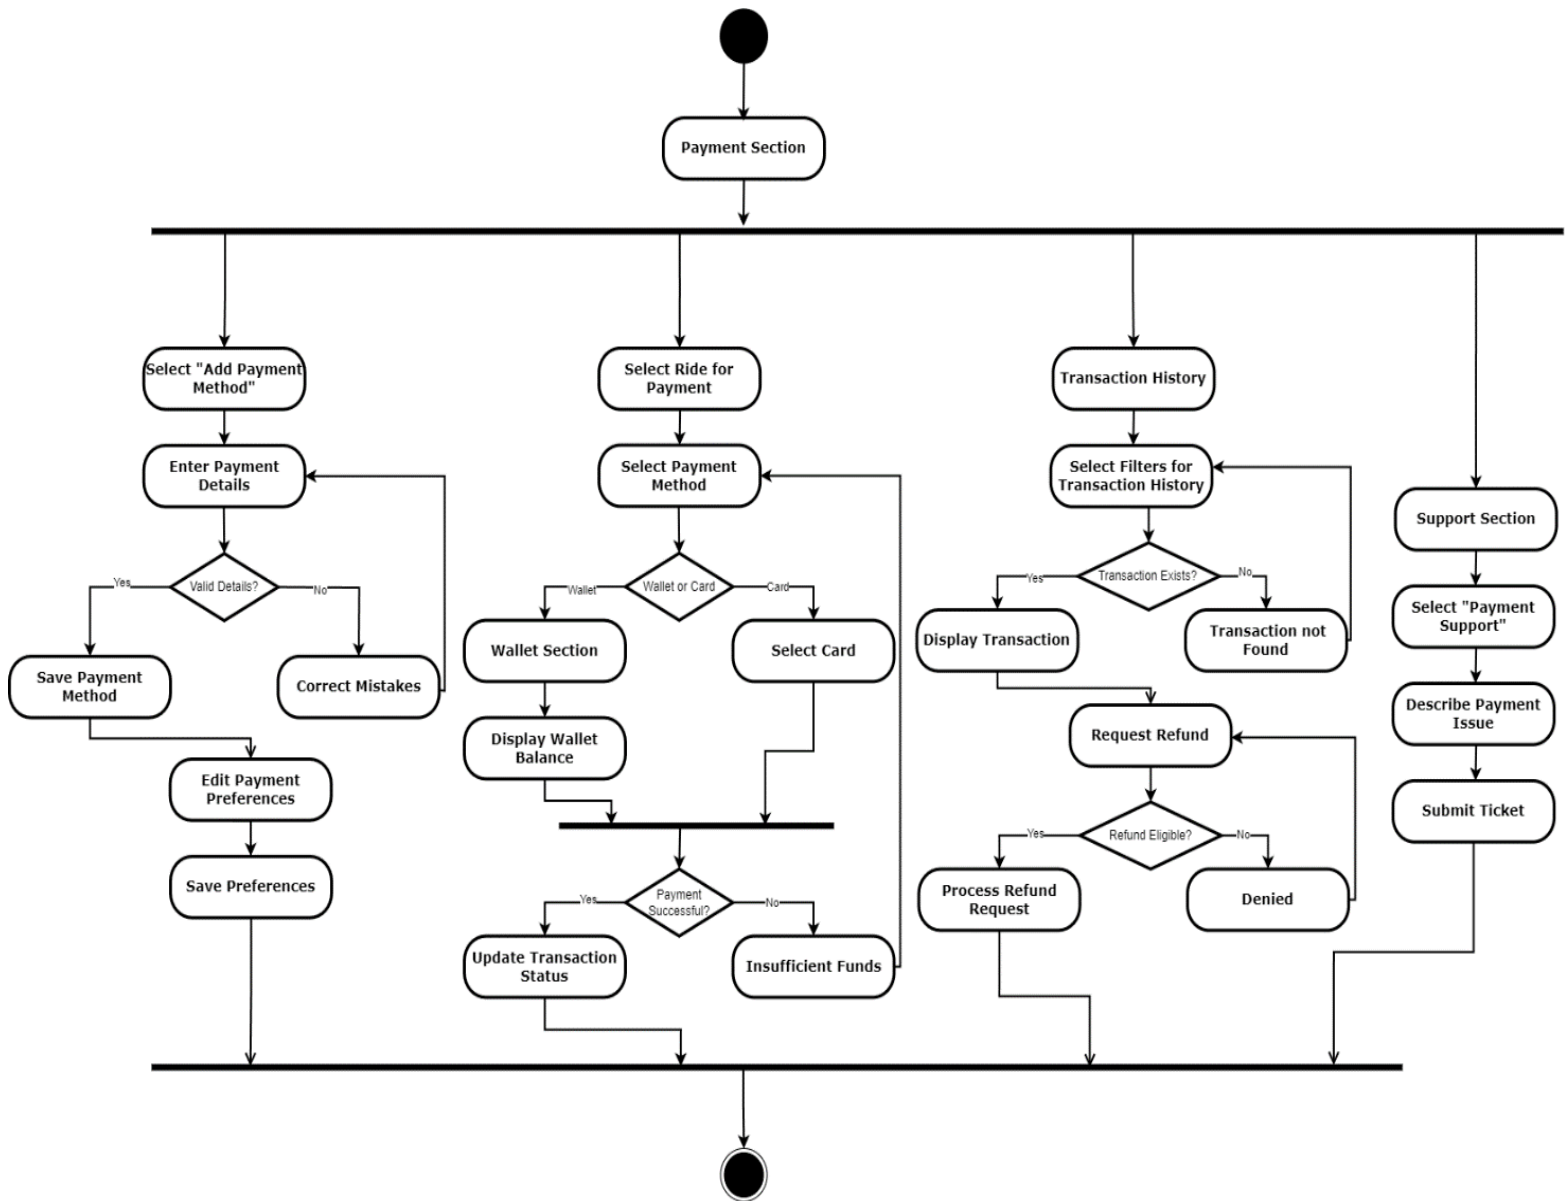 Payment Section
Select "Add Payment
Method"
Enter Payment
Details
Valid Details?
Yes
No
Save Payment
Method
Correct Mistakes
Edit Payment
Preferences
Save Preferences
Select Ride for
Payment
Select Payment
Method
Wallet or Card
Wallet
Card
Wallet Section
Select Card
Display Wallet
Balance
Payment
Successful?
Yes
No
Update Transaction
Status
Insufficient Funds
Transaction History
Select Filters for
Transaction History
Transaction Exists?
Yes
No
Display Transaction
Transaction not
Found
Request Refund
Refund Eligible?
Yes
No
Process Refund
Request
Denied
Support Section
Select "Payment
Support"
Describe Payment
Issue
Submit Ticket